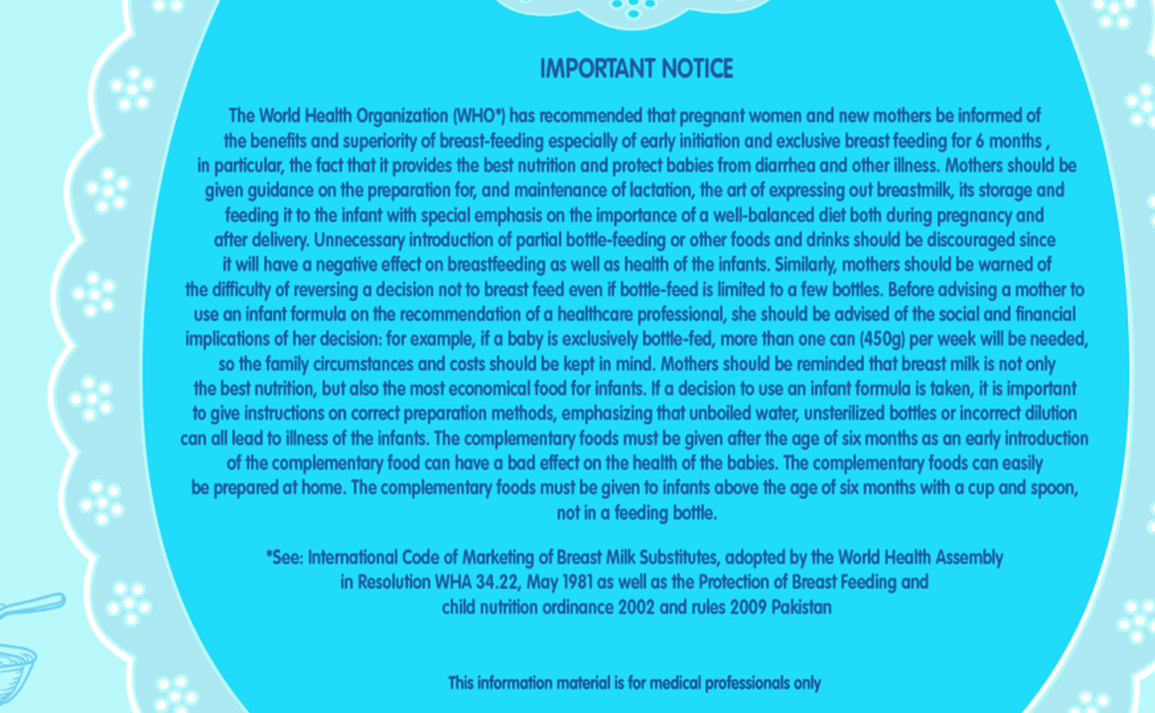 IMPORTANT NOTICE
The World Health Organization (WHO*) has recommended that pregnant women and new mothers be informed of
the benefits and superiority of breast-feeding especially of early initiation and exclusive breast feeding for 6 months ,
in particular, the fact that it provides the best nutrition and protect babies from diarrhea and other illness. Mothers should be
given guidance on the preparation for, and maintenance of lactation, the art of expressing out breastmilk, its storage and
feeding it to the infant with special emphasis on the importance of a well-balanced diet both during pregnancy and
after delivery. Unnecessary introduction of partial bottle-feeding or other foods and drinks should be discouraged since
it will have a negative effect on breastfeeding as well as health of the infants. Similarly, mothers should be warned of
the difficulty of reversing a decision not to breast feed even if bottle-feed is limited to a few bottles. Before advising a mother to
use an infant formula on the recommendation of a healthcare professional, she should be advised of the social and financial
implications of her decision: for example, if a baby is exclusively bottle-fed, more than one can (450g) per week will be needed,
so the family circumstances and costs should be kept in mind. Mothers should be reminded that breast milk is not only
the best nutrition, but also the most economical food for infants. If a decision to use an infant formula is taken, it is important
to give instructions on correct preparation methods, emphasizing that unboiled water, unsterilized bottles or incorrect dilution
can all lead to illness of the infants. The complementary foods must be given after the age of six months as an early introduction
of the complementary food can have a bad effect on the health of the babies. The complementary foods can easily
be prepared at home. The complementary foods must be given to infants above the age of six months with a cup and spoon,
not in a feeding bottle.
*See: International Code of Marketing of Breast Milk Substitutes, adopted by the World Health Assembly
in Resolution WHA 34.22, May 1981 as well as the Protection of Breast Feeding and
child nutrition ordinance 2002 and rules 2009 Pakistan
This information material is for medical professionals only